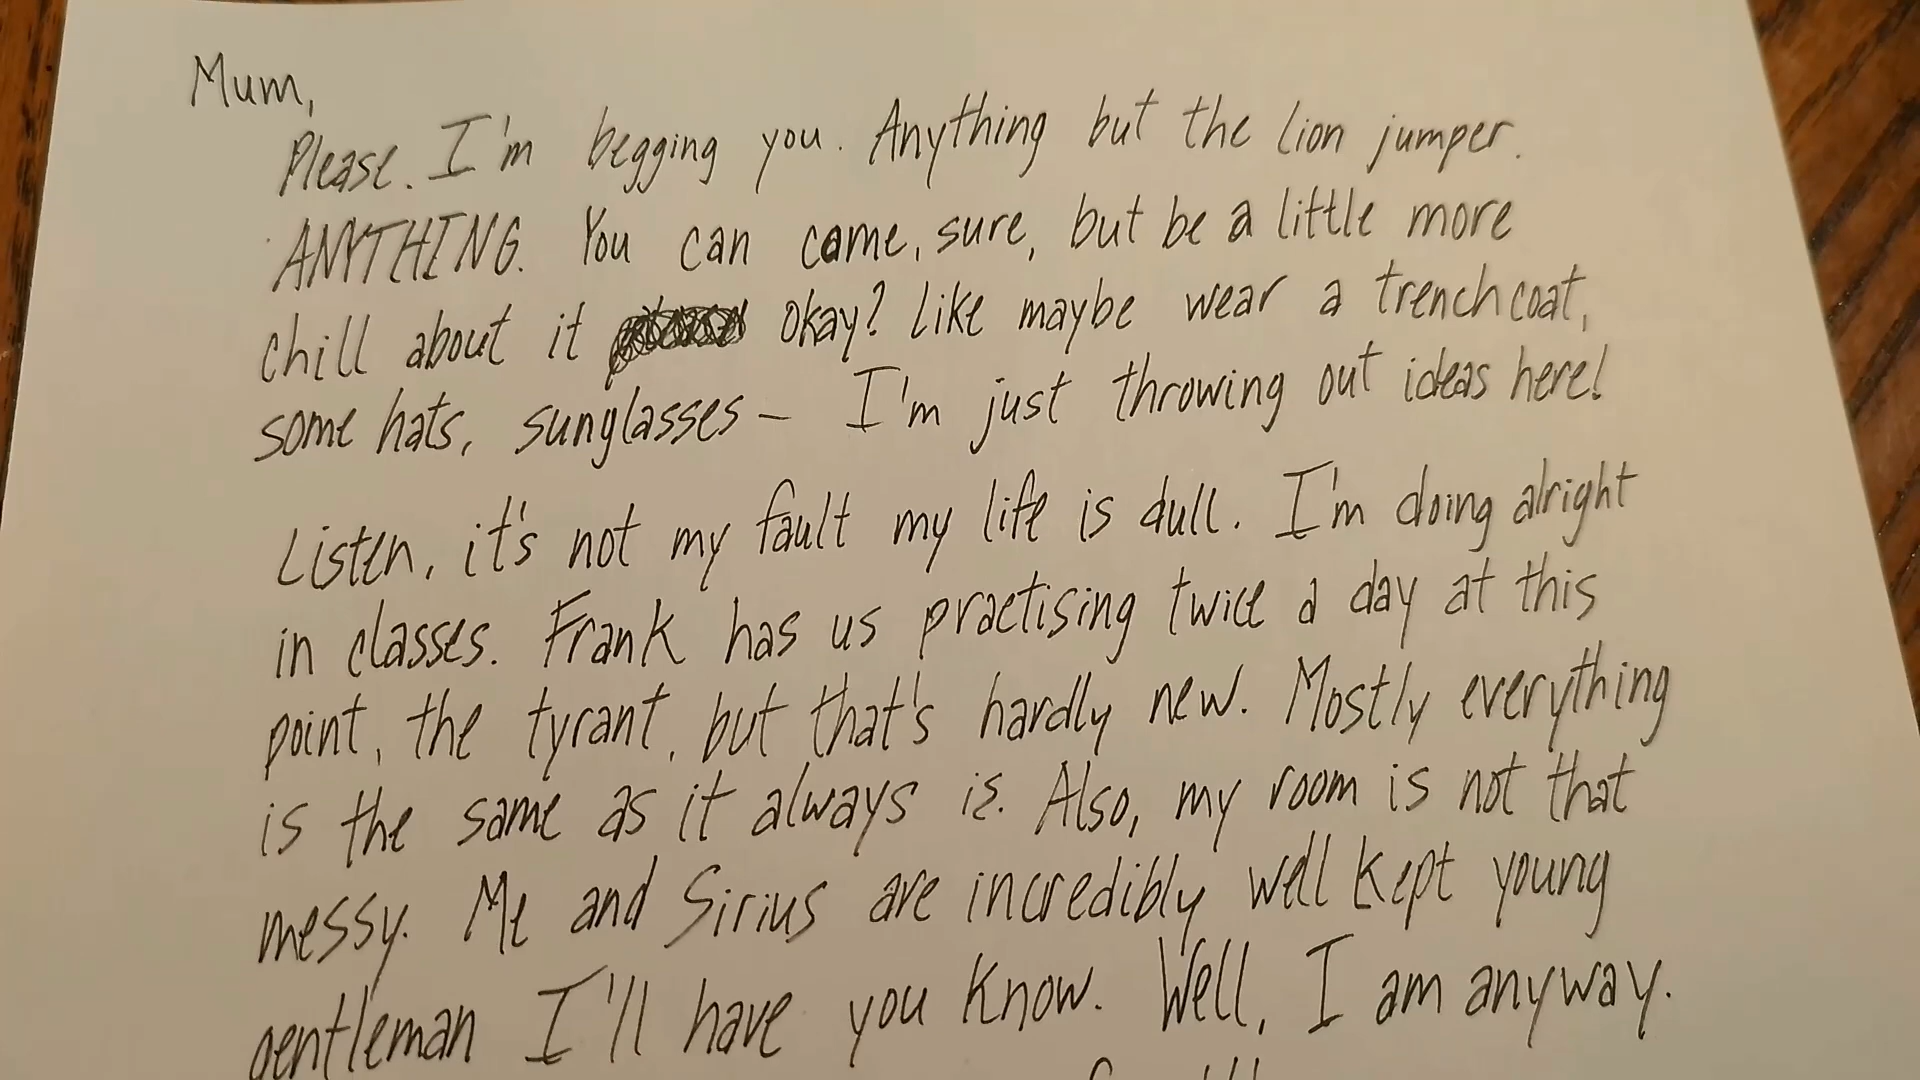 Mum,
Please. I'm begging you. Anything but the lion jumper.
ANYTHING. You can come, sure, but be a little more
chill about it okay? Like maybe wear a trenchcoat,
some hats, sunglasses – I'm just throwing out ideas here!
Listen, it's not my fault my life is dull. I'm doing alright
in classes. Frank has us practising twice a day at this
point, the tyrant, but that's hardly new. Mostly everything
is the same as it always is. Also, my room is not that
messy. Me and Sirius are incredibly well kept young
gentleman I'll have you know. Well, I am anyway.